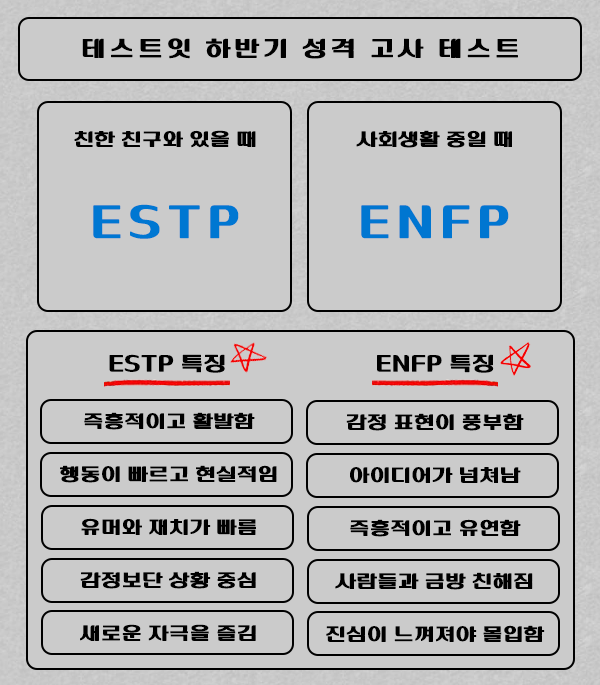 테스트잇 하반기 성격 고사 테스트
친한 친구와 있을 때
ESTP
사회생활 중일 때
ENFP
ESTP 특징
즉흥적이고 활발함
행동이 빠르고 현실적임
유머와 재치가 빠름
감정보단 상황 중심
새로운 자극을 즐김
ENFP 특징
감정 표현이 풍부함
아이디어가 넘쳐남
즉흥적이고 유연함
사람들과 금방 친해짐
진심이 느껴져야 몰입함